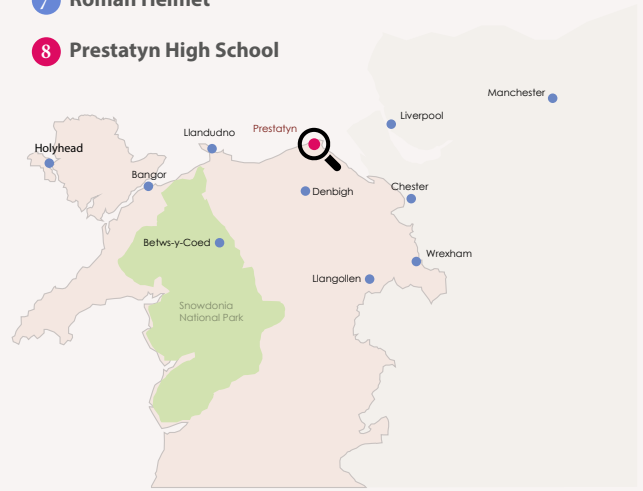 7 Roman Helmet
8 Prestatyn High School
Manchester
Liverpool
Prestatyn
Llandudno
Holyhead
Bangor
Denbigh
Chester
Betws-y-Coed
Wrexham
Llangollen
Snowdonia
National Park